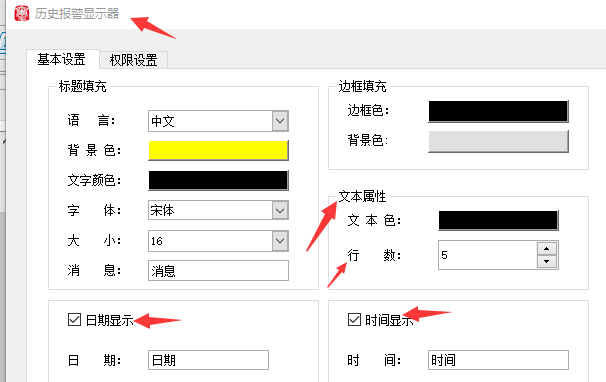 历史报警显示器
基本设置 权限设置
标题填充
语 言： 中文
背 景 色：
文字颜色：
字 体： 宋体
大 小： 16
消 息： 消息
边框填充
边框色：
背景色:
文本属性
文 本 色：
行 数： 5
日期显示
日 期： 日期
时间显示
时 间： 时间